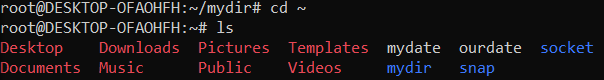 root@DESKTOP-OFAOHFH:~/mydir# cd ~
root@DESKTOP-OFAOHFH:~# ls
Desktop Downloads Pictures Templates mydate ourdate socket
Documents Music Public Videos mydir snap